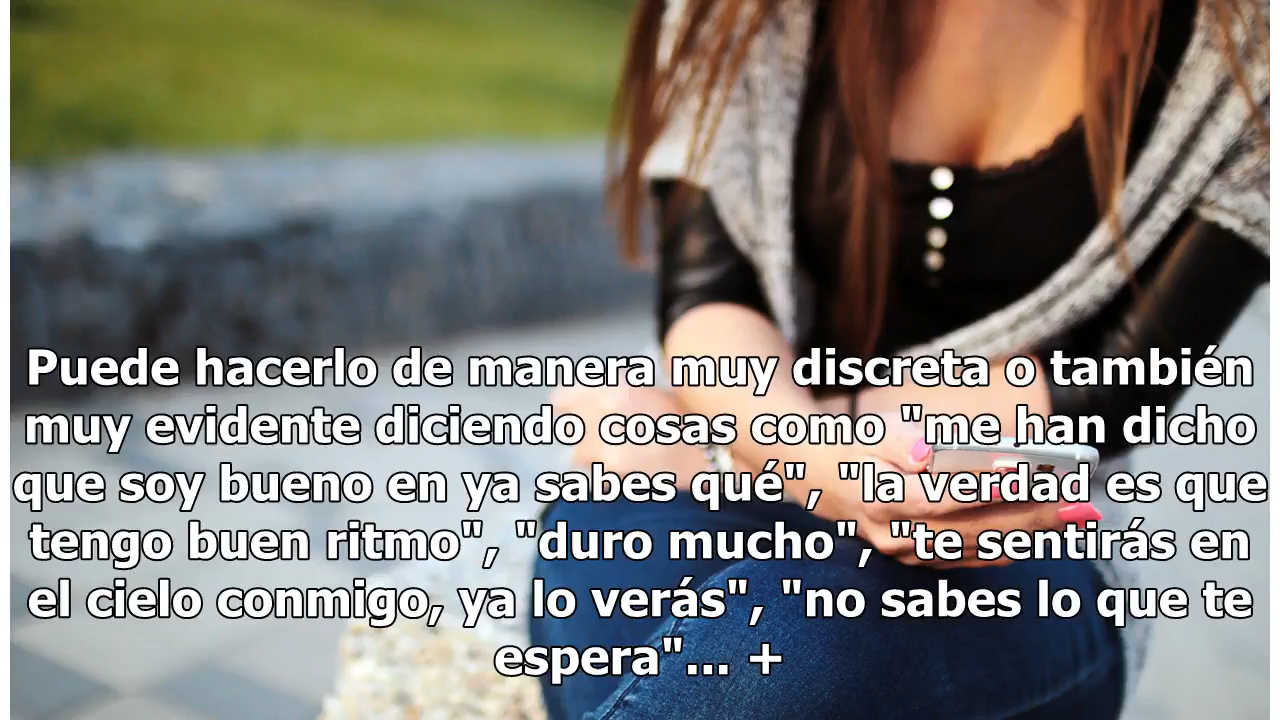 Puede hacerlo de manera muy discreta o también
muy evidente diciendo cosas como "me han dicho
que soy bueno en ya sabes qué", "la verdad es que
tengo buen ritmo", "duro mucho", "te sentirás en
el cielo conmigo, ya lo verás", "no sabes lo que te
espera"... +